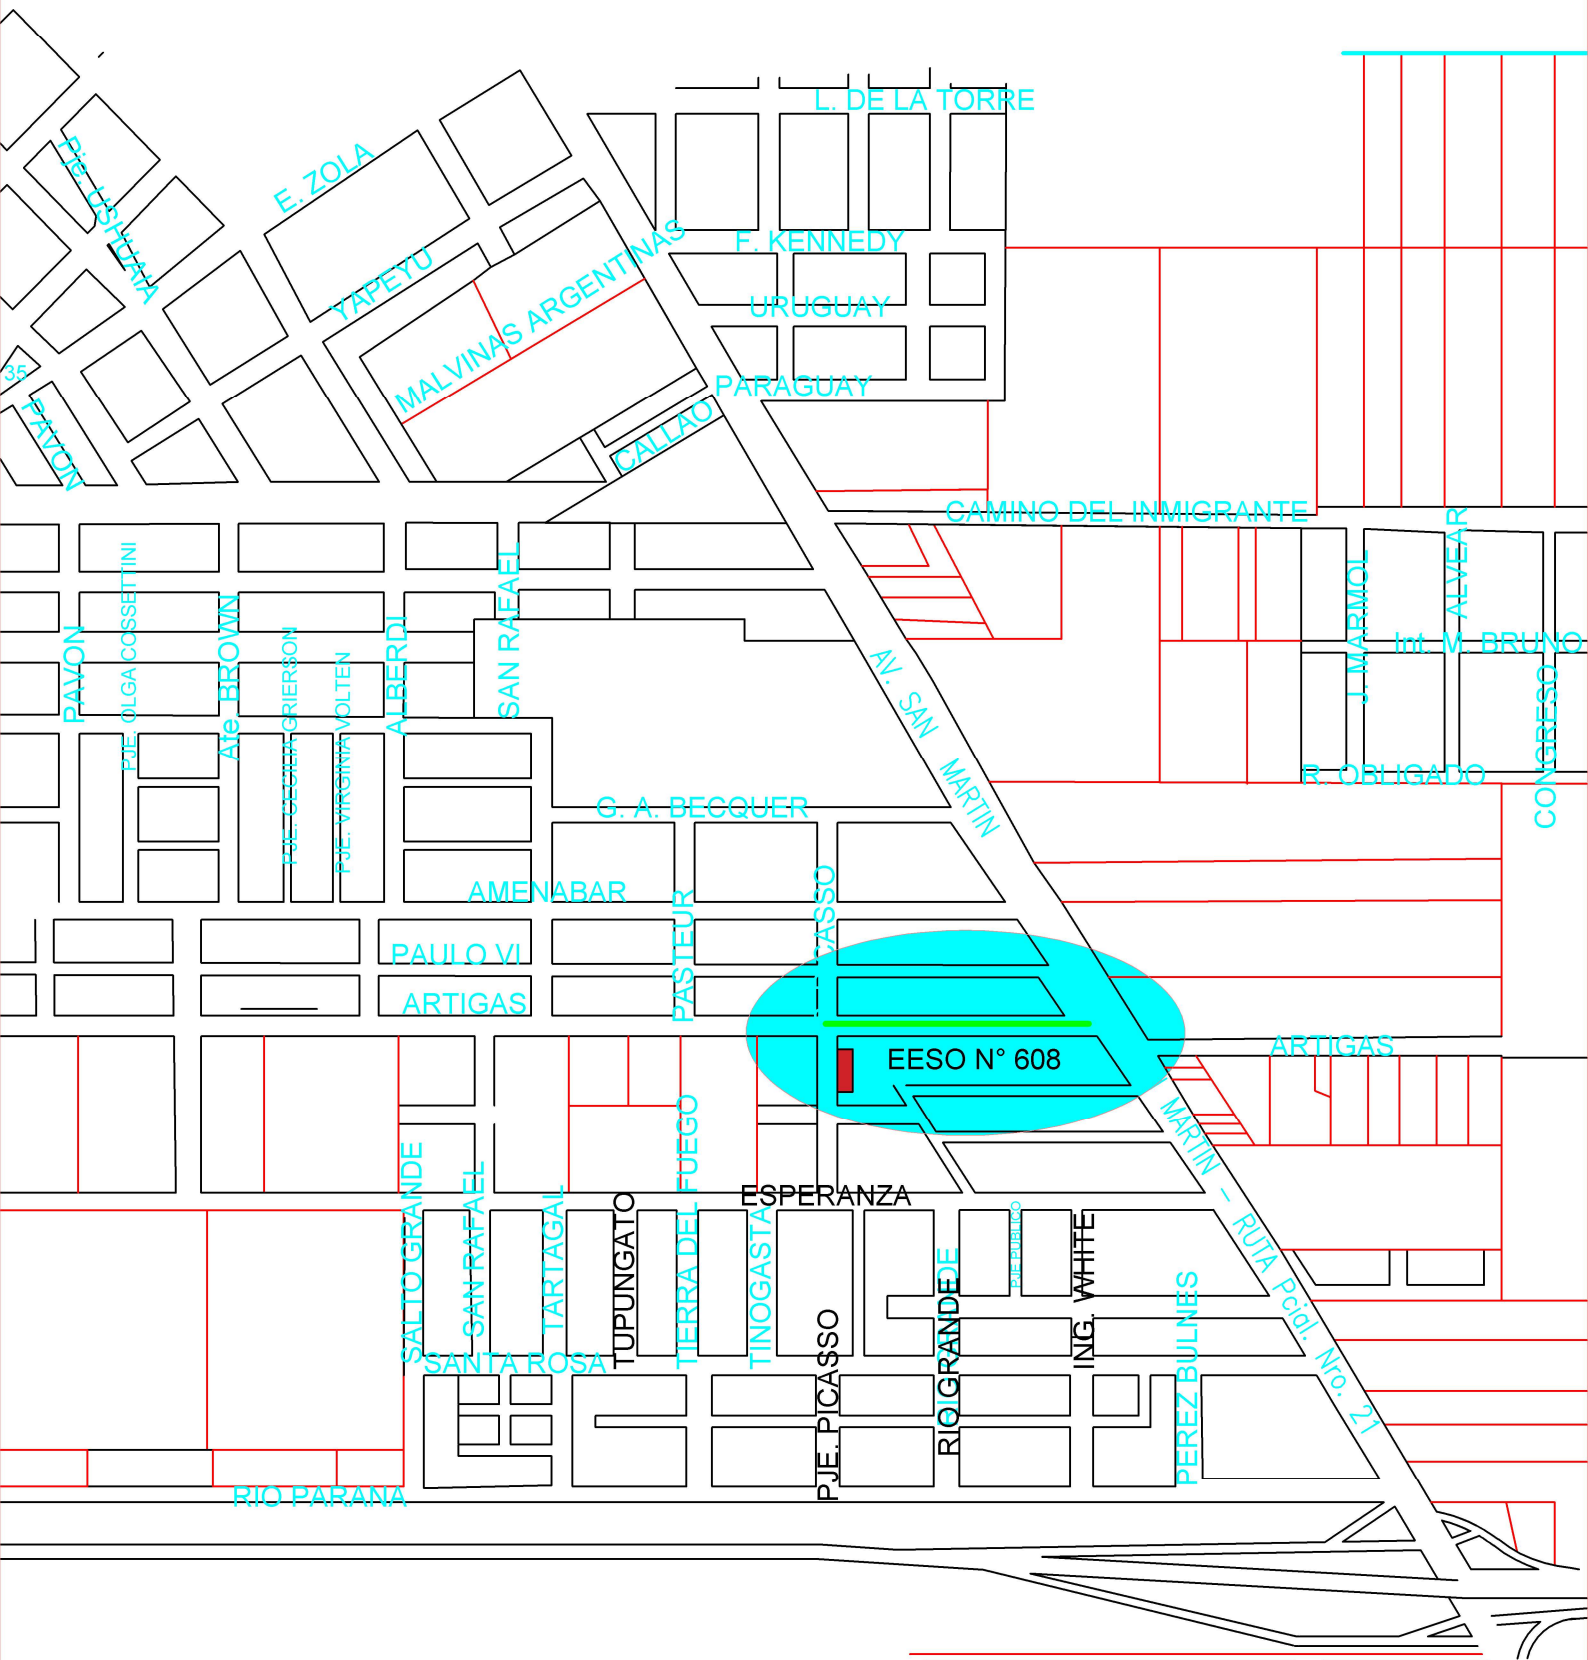 L. DE LA TORRE
Pje. USHUAIA
E. ZOLA
F. KENNEDY
YAPEYU
MALVINAS ARGENTINAS
URUGUAY
35
PARAGUAY
PAVON
CALLAO
CAMINO DEL INMIGRANTE
ALVEAR
J. MARMOL
Int. M. BRUNO
CONGRESO
R. OBLIGADO
PAVON
PJE. OLGA COSSETTINI
Ate. BROWN
PJE. CECILIA GRIERSON
PJE. VIRGINIA VOLTEN
ALBERDI
SAN RAFAEL
AV. SAN MARTIN
G. A. BECQUER
AMENABAR
PASTEUR
CASSO
PAULO VI
ARTIGAS
ARTIGAS
EESO N° 608
MARTIN - RUTA Pcial. Nro. 21
ESPERANZA
SALTO GRANDE
SAN RAFAEL
TARTAGAL
TUPUNGATO
TIERRA DEL FUEGO
TINOGASTA
PJE. PICASSO
RIO GRANDE
PJE PUBLICO
ING. WHITE
PEREZ BULNES
SANTA ROSA
RIO PARANA